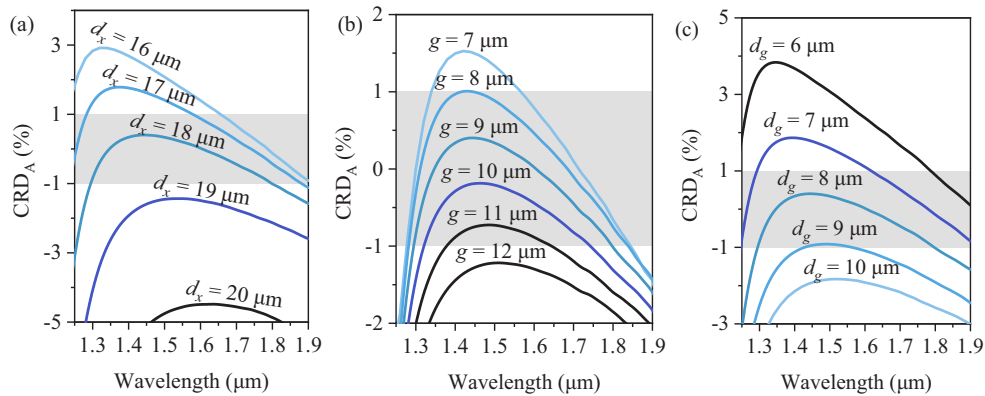 (a)
CRD_A (%)
3
1
-1
-3
-5
d_x = 16 μm
d_x = 17 μm
d_x = 18 μm
d_x = 19 μm
d_x = 20 μm
1.3 1.4 1.5 1.6 1.7 1.8 1.9
Wavelength (μm)
(b)
CRD_A (%)
2
1
0
-1
-2
g = 7 μm
g = 8 μm
g = 9 μm
g = 10 μm
g = 11 μm
g = 12 μm
1.3 1.4 1.5 1.6 1.7 1.8 1.9
Wavelength (μm)
(c)
CRD_A (%)
5
3
1
-1
-3
d_g = 6 μm
d_g = 7 μm
d_g = 8 μm
d_g = 9 μm
d_g = 10 μm
1.3 1.4 1.5 1.6 1.7 1.8 1.9
Wavelength (μm)